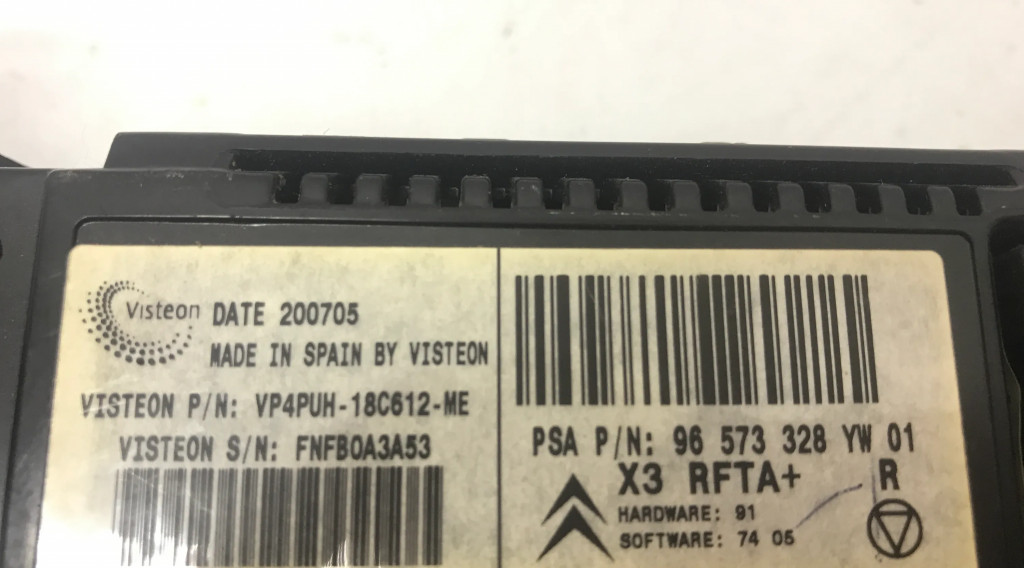 Visteon
DATE 200705
MADE IN SPAIN BY VISTEON
VISTEON P/N: VP4PUH-18C612-ME
VISTEON S/N: FNFB0A3A53
PSA P/N: 96 573 328 YW 01
X3 RFTA+
R
HARDWARE: 91
SOFTWARE: 74 05